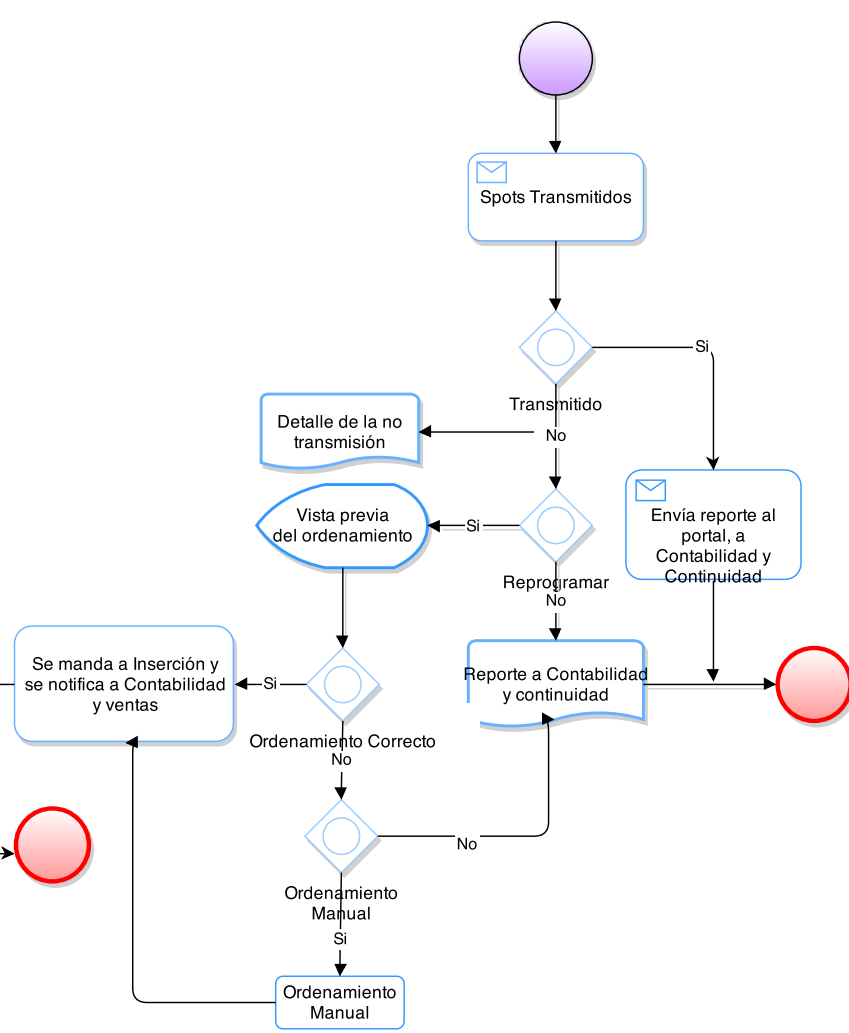 Spots Transmitidos
Si
Transmitido
Detalle de la no
transmisión
No
Vista previa
del ordenamiento
Si
Envía reporte al
portal, a
Contabilidad y
Continuidad
Reprogramar
No
Se manda a Inserción y
se notifica a Contabilidad
y ventas
Si
Reporte a Contabilidad
y continuidad
Ordenamiento Correcto
No
No
Ordenamiento
Manual
Si
Ordenamiento
Manual